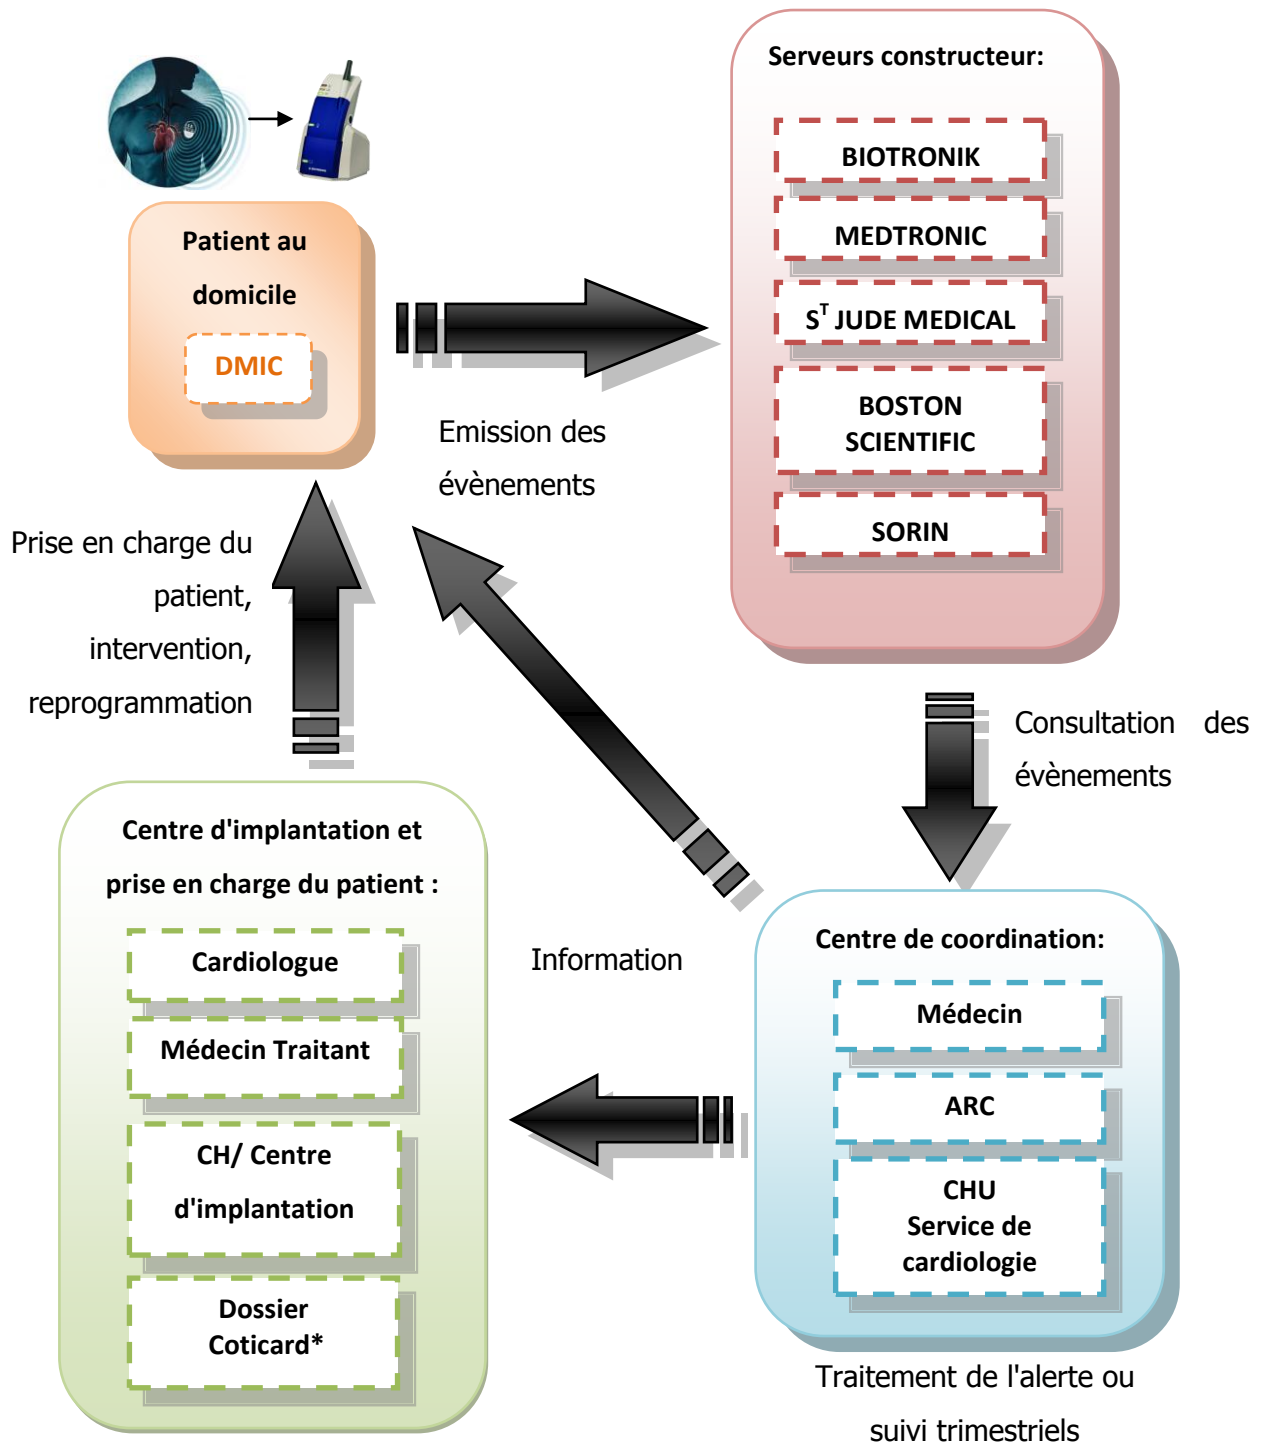 Serveurs constructeur:
BIOTRONIK
MEDTRONIC
S^T JUDE MEDICAL
BOSTON
SCIENTIFIC
SORIN
Patient au
domicile
DMIC
Emission des
évènements
Prise en charge du
patient,
intervention,
reprogrammation
Consultation des
évènements
Centre d'implantation et
prise en charge du patient :
Cardiologue
Médecin Traitant
CH/ Centre
d'implantation
Dossier
Coticard*
Information
Centre de coordination:
Médecin
ARC
CHU
Service de
cardiologie
Traitement de l'alerte ou
suivi trimestriels